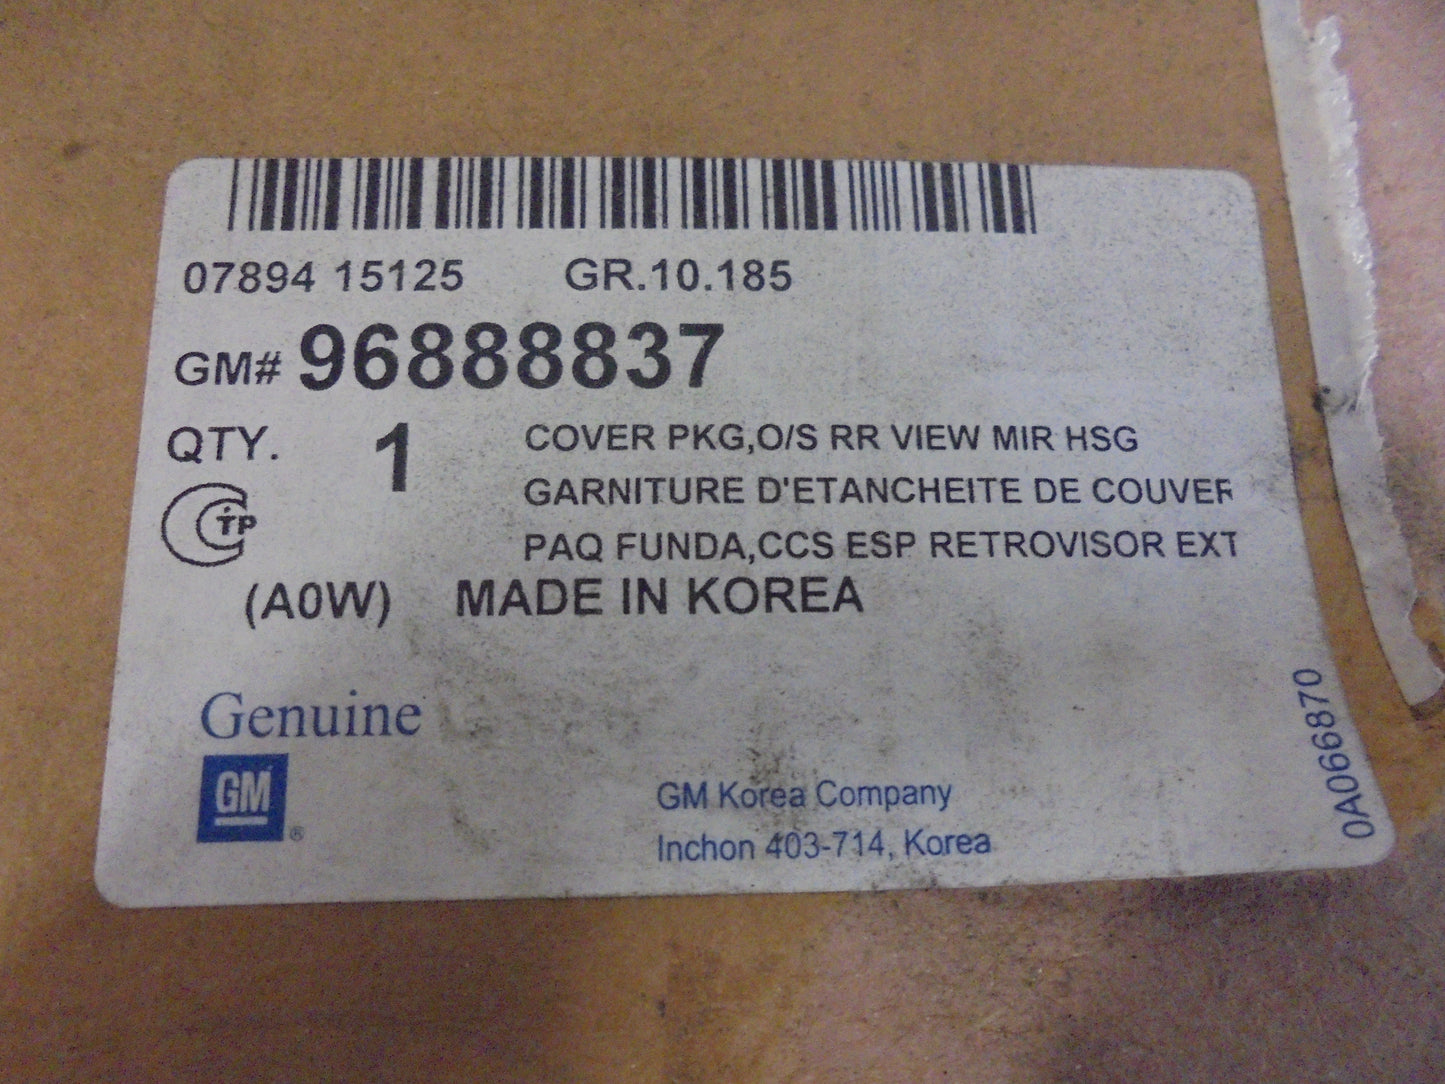 07894 15125 GR.10.185
GM# 96888837
QTY. 1 COVER PKG,O/S RR VIEW MIR HSG
GARNITURE D'ETANCHEITE DE COUVER
PAQ FUNDA,CCS ESP RETROVISOR EXT
(A0W) MADE IN KOREA
Genuine
GM®
GM Korea Company
Inchon 403-714, Korea
0A066870